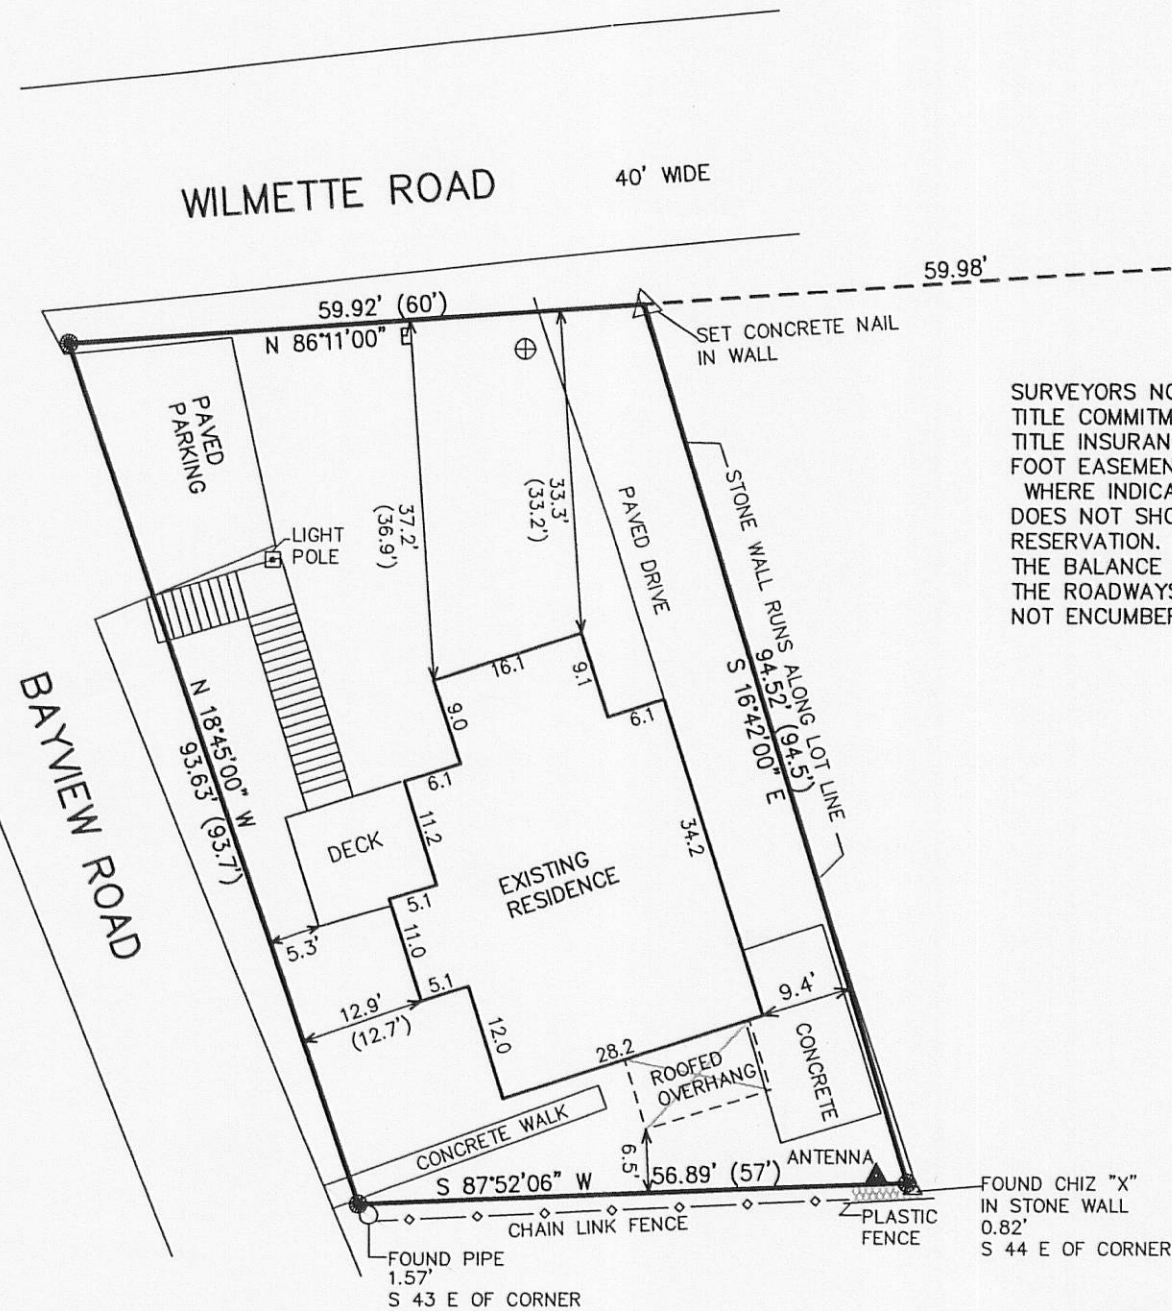 WILMETTE ROAD
40' WIDE
59.98'
59.92' (60')
N 86°11'00" E
SET CONCRETE NAIL
IN WALL
SURVEYORS NO
TITLE COMMITM
TITLE INSURAN
FOOT EASEMEN
WHERE INDICA
DOES NOT SHO
RESERVATION.
THE BALANCE
THE ROADWAYS
NOT ENCUMBER
PAVED
PARKING
LIGHT
POLE
37.2'
(36.9')
33.3'
(33.2')
PAVED DRIVE
STONE WALL RUNS ALONG LOT LINE
94.52' (94.5')
S 16°42'00" E
16.1
9.1
6.1
9.0
6.1
11.2
34.2
BAYVIEW ROAD
N 18°45'00" W
93.63' (93.7')
DECK
EXISTING
RESIDENCE
5.1
11.0
5.3'
5.1
12.9'
(12.7')
12.0
9.4'
28.2
ROOFED
OVERHANG
CONCRETE
CONCRETE WALK
6.5'
ANTENNA
S 87°52'06" W
56.89' (57')
CHAIN LINK FENCE
PLASTIC
FENCE
FOUND CHIZ "X"
IN STONE WALL
0.82'
S 44 E OF CORNER
FOUND PIPE
1.57'
S 43 E OF CORNER